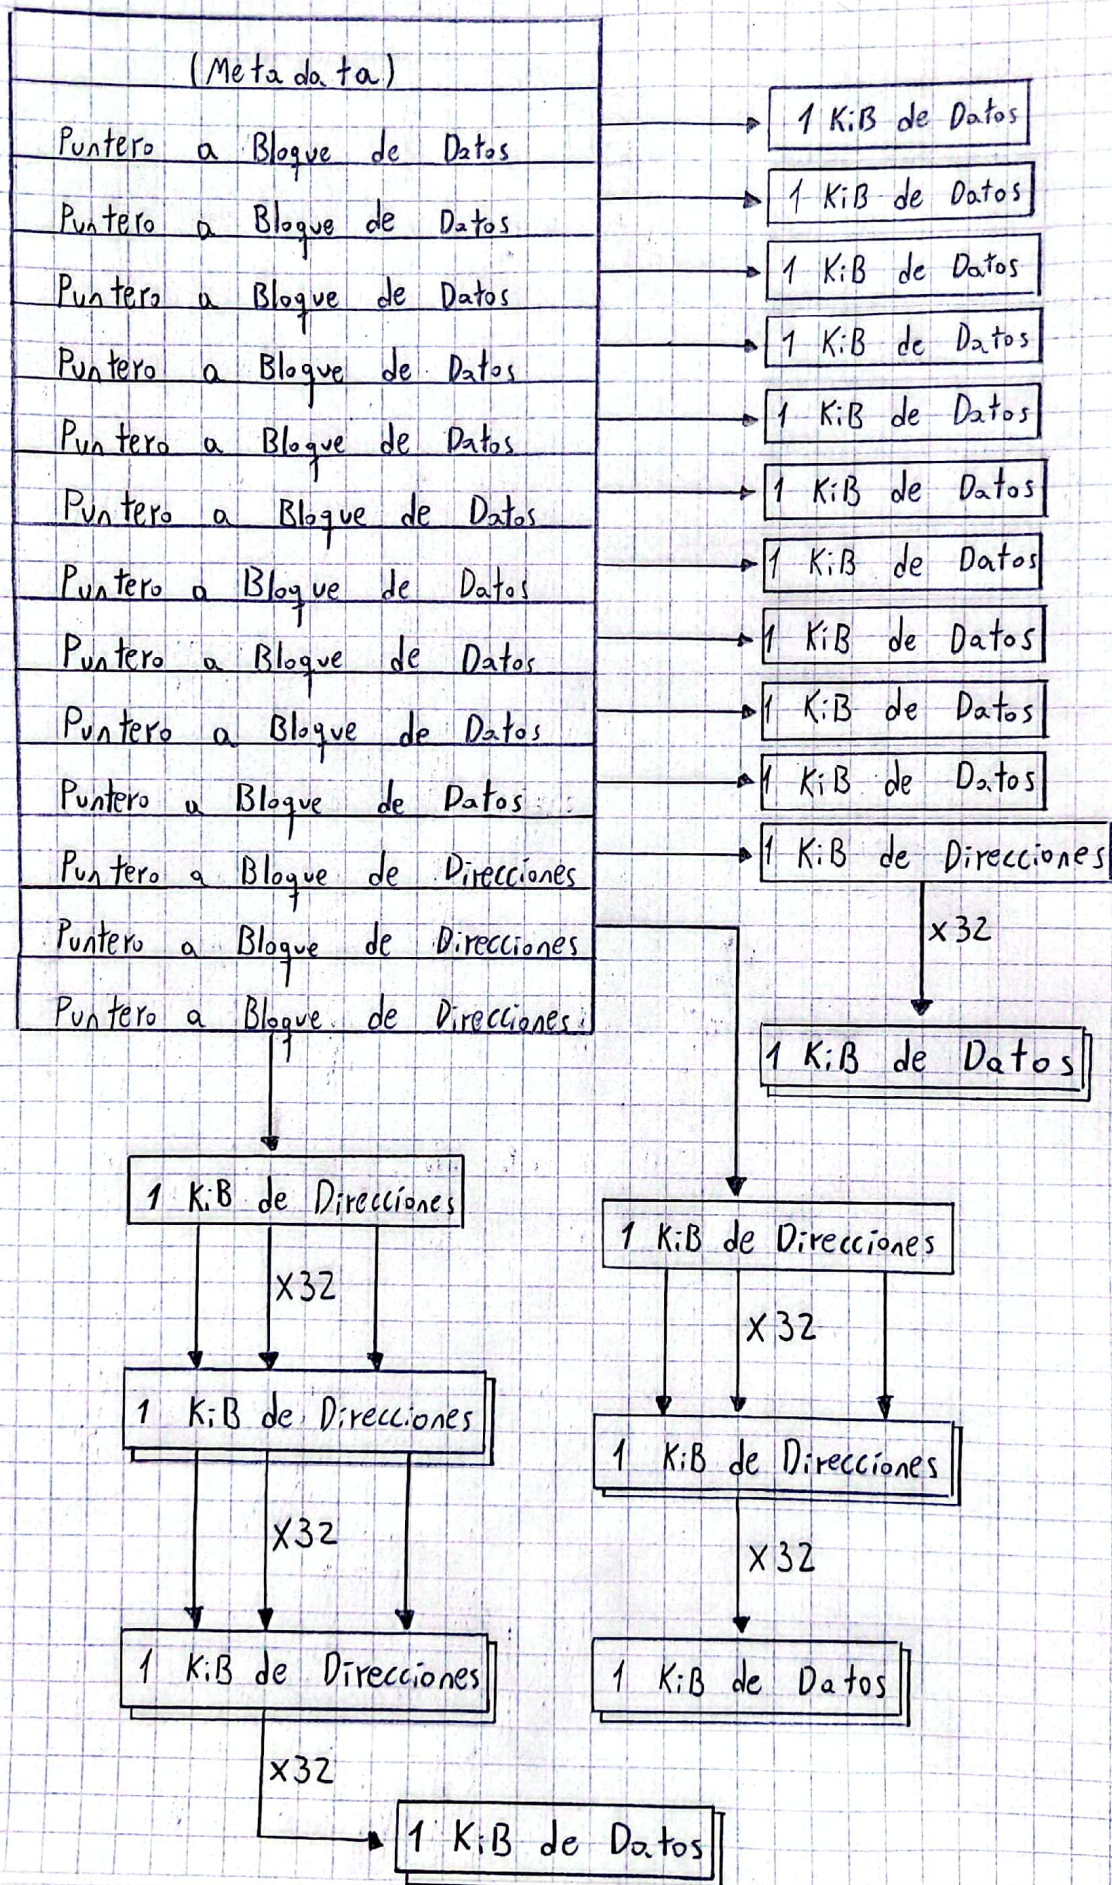 (Metadata)
Puntero a Bloque de Datos
1 KiB de Datos
Puntero a Bloque de Datos
1 KiB de Datos
Puntero a Bloque de Datos
1 KiB de Datos
Puntero a Bloque de Datos
1 KiB de Datos
Puntero a Bloque de Datos
1 KiB de Datos
Puntero a Bloque de Datos
1 KiB de Datos
Puntero a Bloque de Datos
1 KiB de Datos
Puntero a Bloque de Datos
1 KiB de Datos
Puntero a Bloque de Datos
1 KiB de Datos
Puntero a Bloque de Datos
1 KiB de Datos
Puntero a Bloque de Direcciones
1 KiB de Direcciones
x32
1 KiB de Datos
Puntero a Bloque de Direcciones
Puntero a Bloque de Direcciones
1 KiB de Direcciones
x32
1 KiB de Direcciones
x32
1 KiB de Direcciones
x32
1 KiB de Datos
1 KiB de Direcciones
x32
1 KiB de Direcciones
x32
1 KiB de Datos